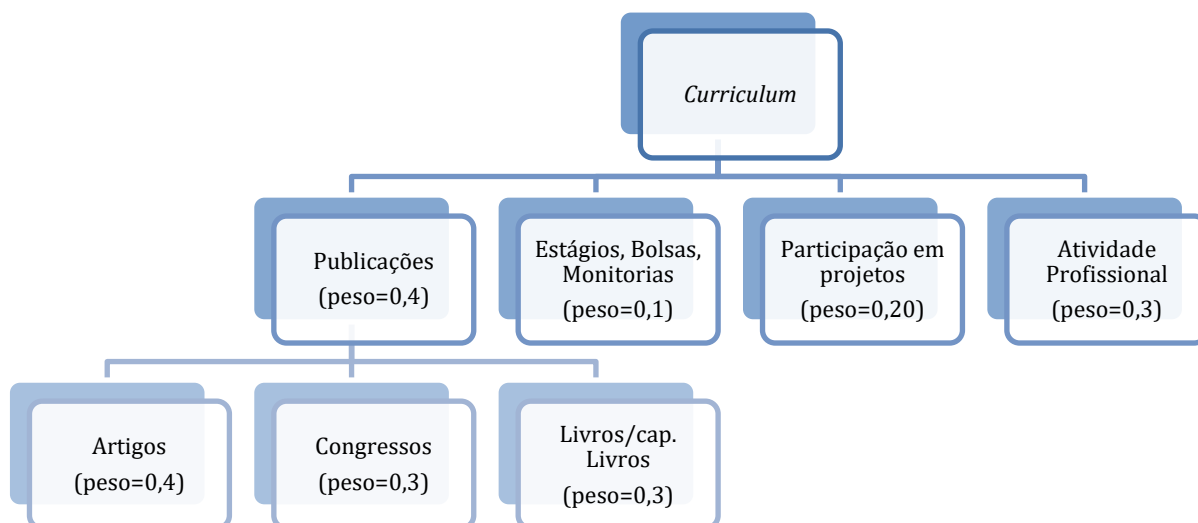 Curriculum
Publicações
(peso=0,4)
Estágios, Bolsas,
Monitorias
(peso=0,1)
Participação em
projetos
(peso=0,20)
Atividade
Profissional
(peso=0,3)
Artigos
(peso=0,4)
Congressos
(peso=0,3)
Livros/cap.
Livros
(peso=0,3)